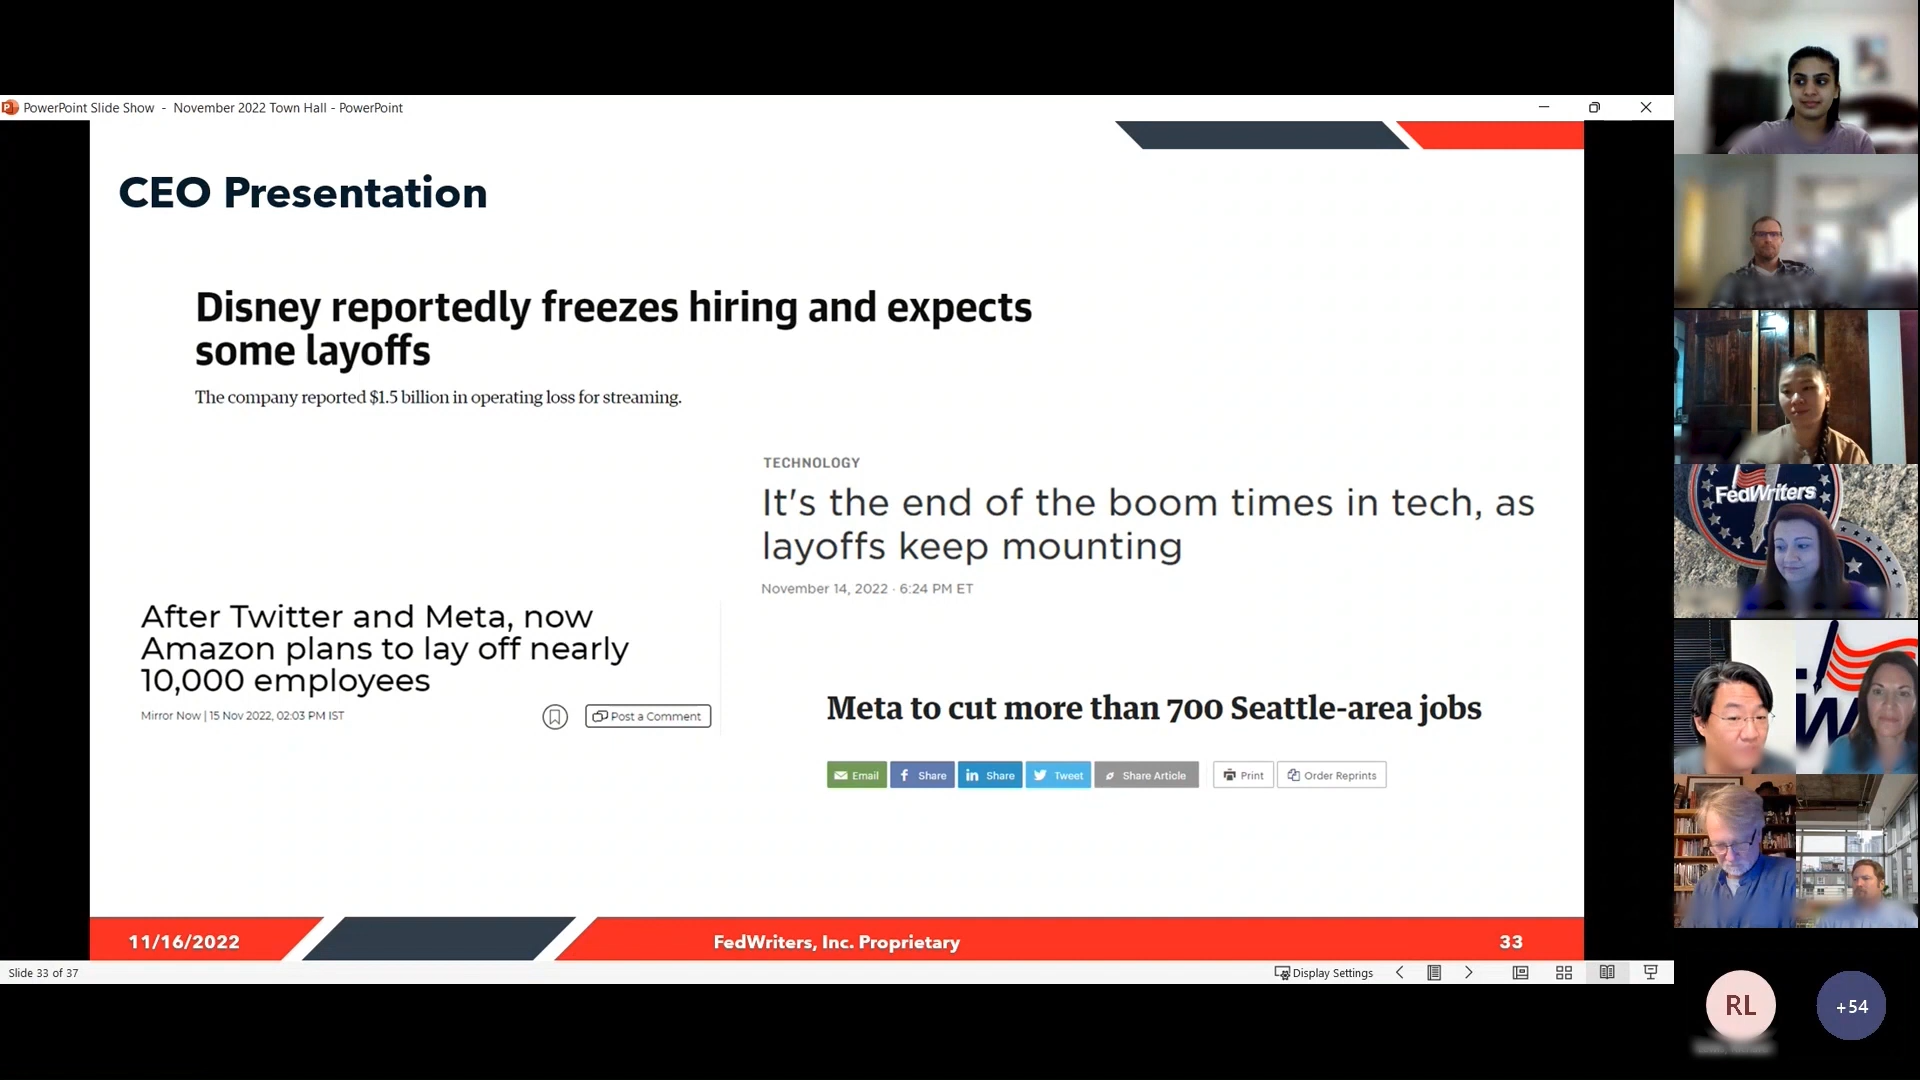 PowerPoint Slide Show - November 2022 Town Hall - PowerPoint
CEO Presentation
Disney reportedly freezes hiring and expects
some layoffs
The company reported $1.5 billion in operating loss for streaming.
TECHNOLOGY
It's the end of the boom times in tech, as
layoffs keep mounting
November 14, 2022 · 6:24 PM ET
After Twitter and Meta, now
Amazon plans to lay off nearly
10,000 employees
Mirror Now | 15 Nov 2022, 02:03 PM IST
Post a Comment
Meta to cut more than 700 Seattle-area jobs
Email
Share
Share
Tweet
Share Article
Print
Order Reprints
11/16/2022
FedWriters, Inc. Proprietary
33
Slide 33 of 37
Display Settings
FedWriters
RL
+54